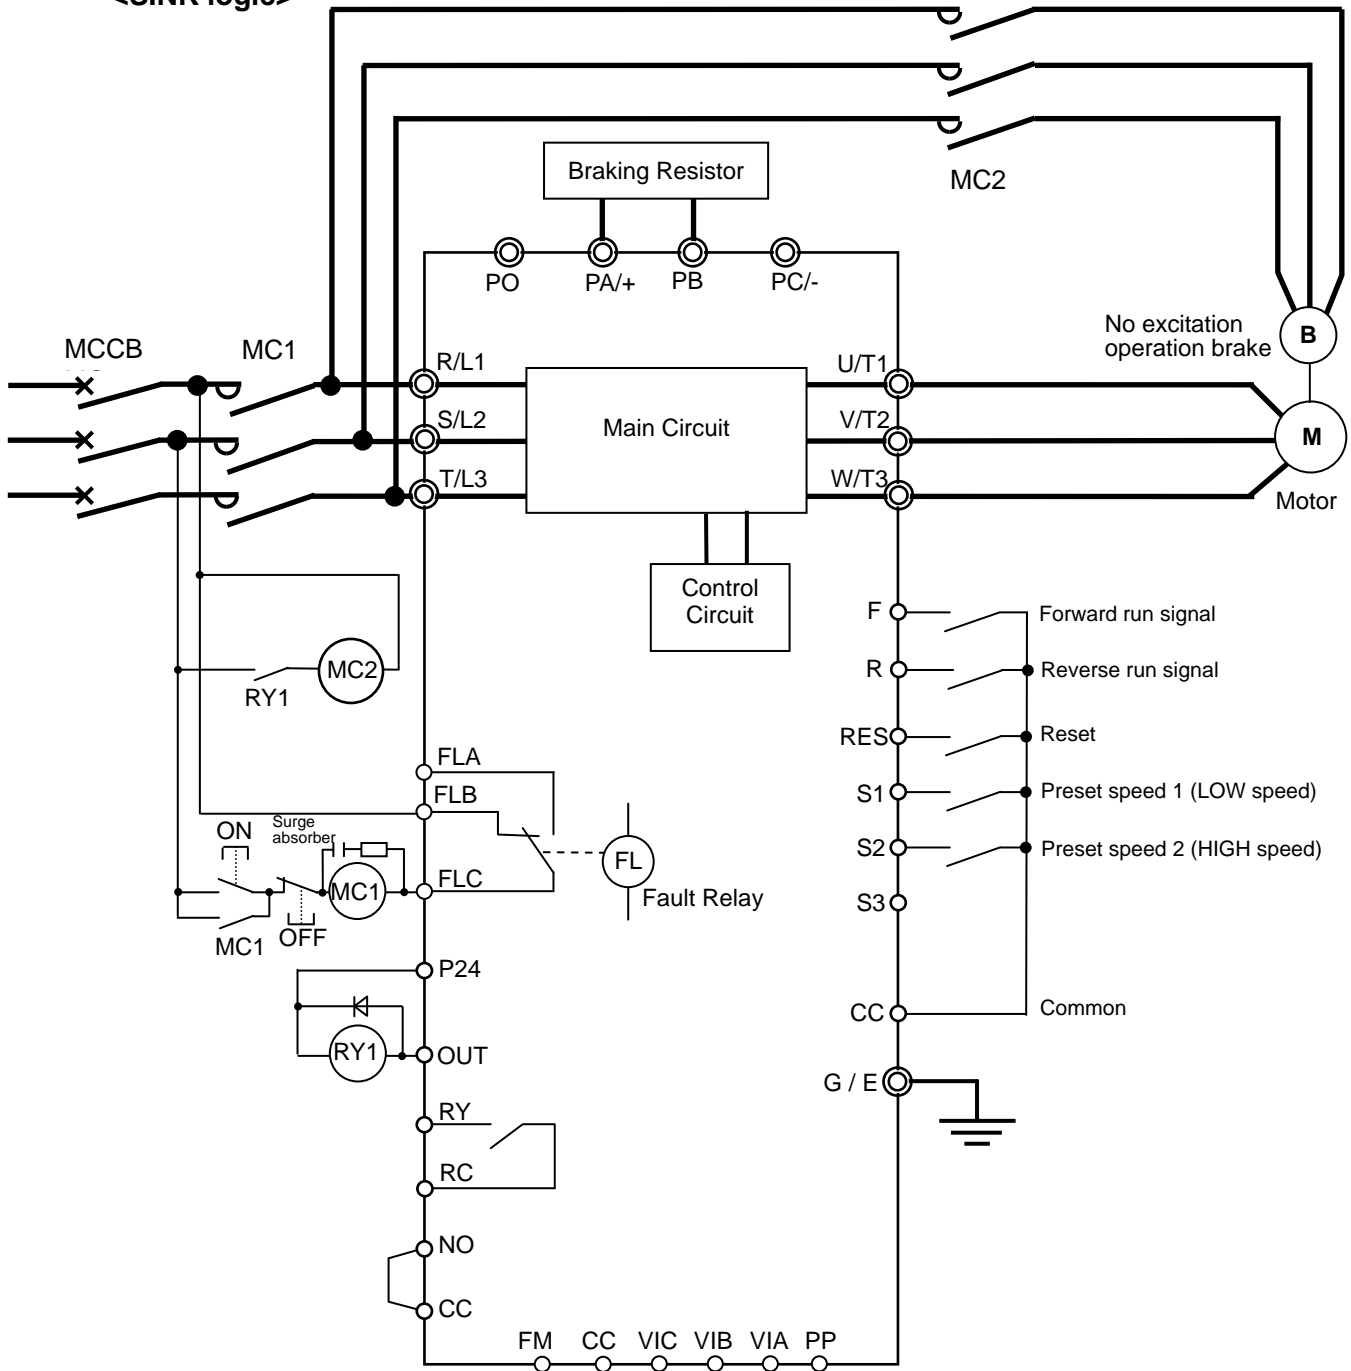 <SINK logic>
Braking Resistor
MC2
PO
PA/+
PB
PC/-
No excitation
operation brake
B
MCCB
MC1
R/L1
U/T1
S/L2
Main Circuit
V/T2
M
T/L3
W/T3
Motor
Control
Circuit
F
Forward run signal
MC2
R
Reverse run signal
RY1
RES
Reset
FLA
FLB
S1
Preset speed 1 (LOW speed)
ON
Surge
absorber
S2
Preset speed 2 (HIGH speed)
FL
MC1
FLC
Fault Relay
S3
MC1
OFF
P24
CC
Common
RY1
OUT
G / E
RY
RC
NO
CC
FM
CC
VIC
VIB
VIA
PP